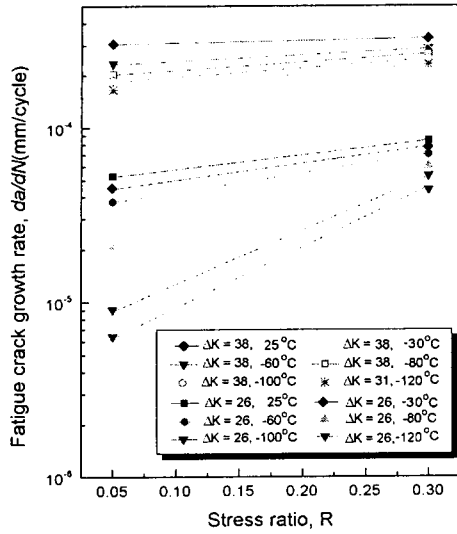 Fatigue crack growth rate, da/dN(mm/cycle)
10⁻⁴
10⁻⁵
10⁻⁶
ΔK = 38, 25°C
ΔK = 38, -30°C
ΔK = 38, -60°C
ΔK = 38, -80°C
ΔK = 38, -100°C
ΔK = 31, -120°C
ΔK = 26, 25°C
ΔK = 26, -30°C
ΔK = 26, -60°C
ΔK = 26, -80°C
ΔK = 26, -100°C
ΔK = 26, -120°C
0.05 0.10 0.15 0.20 0.25 0.30
Stress ratio, R